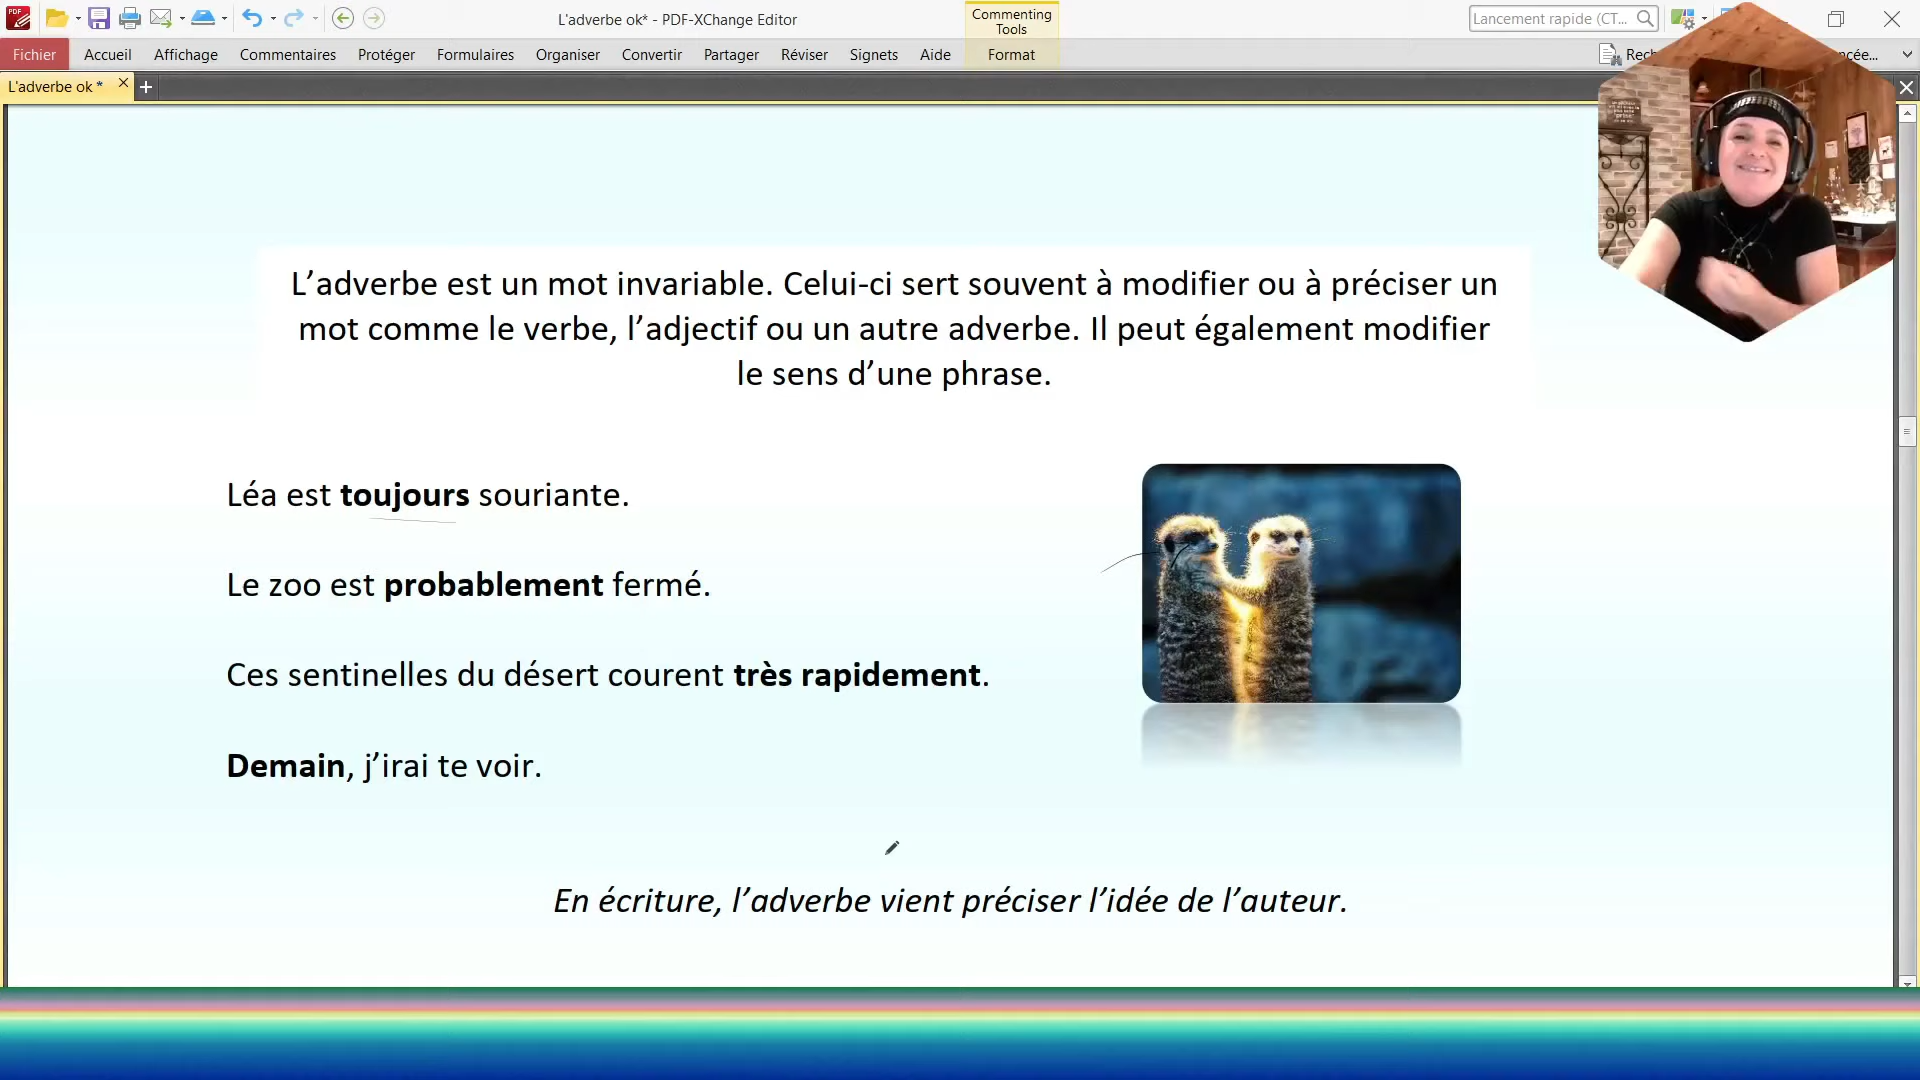 L'adverbe ok* - PDF-XChange Editor
Commenting
Tools
Lancement rapide (CT...
Fichier
Accueil
Affichage
Commentaires
Protéger
Formulaires
Organiser
Convertir
Partager
Réviser
Signets
Aide
Format
L'adverbe ok *
L’adverbe est un mot invariable. Celui-ci sert souvent à modifier ou à préciser un
mot comme le verbe, l’adjectif ou un autre adverbe. Il peut également modifier
le sens d’une phrase.
Léa est toujours souriante.
Le zoo est probablement fermé.
Ces sentinelles du désert courent très rapidement.
Demain, j’irai te voir.
En écriture, l’adverbe vient préciser l’idée de l’auteur.